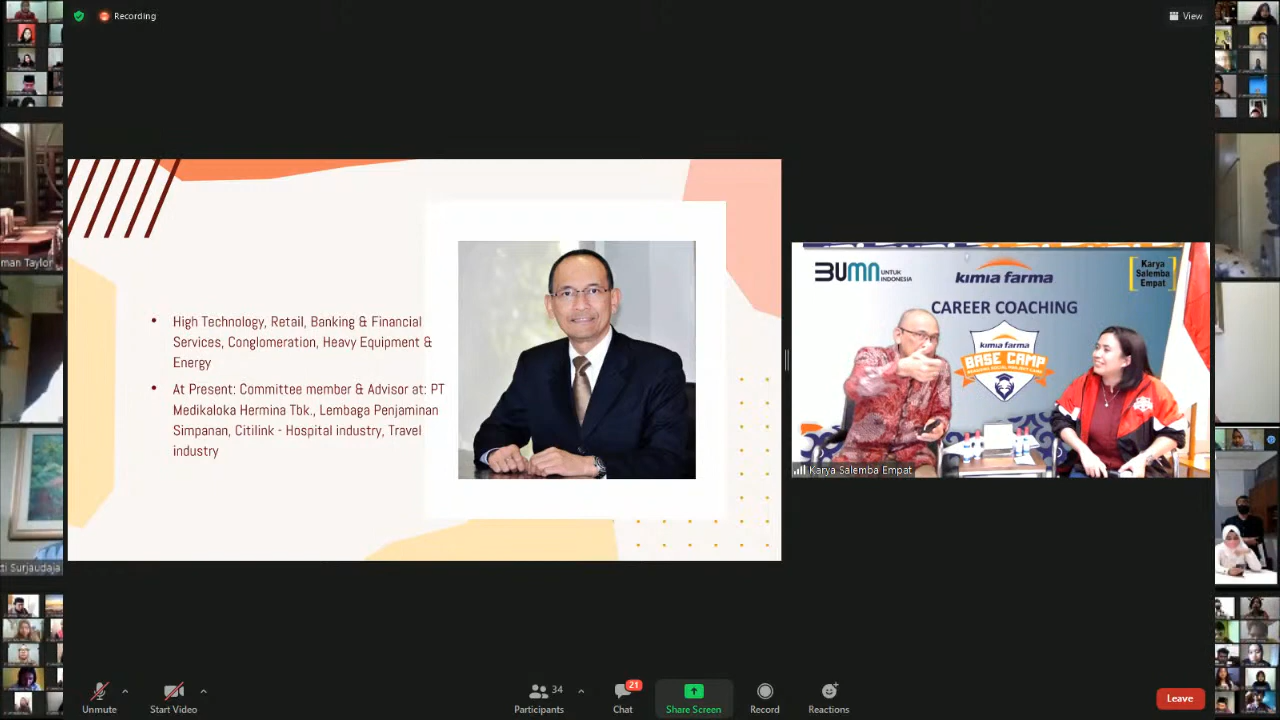 Recording
View
man Taylor
High Technology, Retail, Banking & Financial
Services, Conglomeration, Heavy Equipment &
Energy
At Present: Committee member & Advisor at: PT
Medikaloka Hermina Tbk., Lembaga Penjaminan
Simpanan, Citilink - Hospital industry, Travel
industry
BUMN UNTUK
INDONESIA
kimia farma
Karya
Salemba
Empat
CAREER COACHING
kimia farma
BASE CAMP
Karya Salemba Empat
ti Surjaudaja
Unmute
Start Video
Participants
34
Chat
21
Share Screen
Record
Reactions
Leave